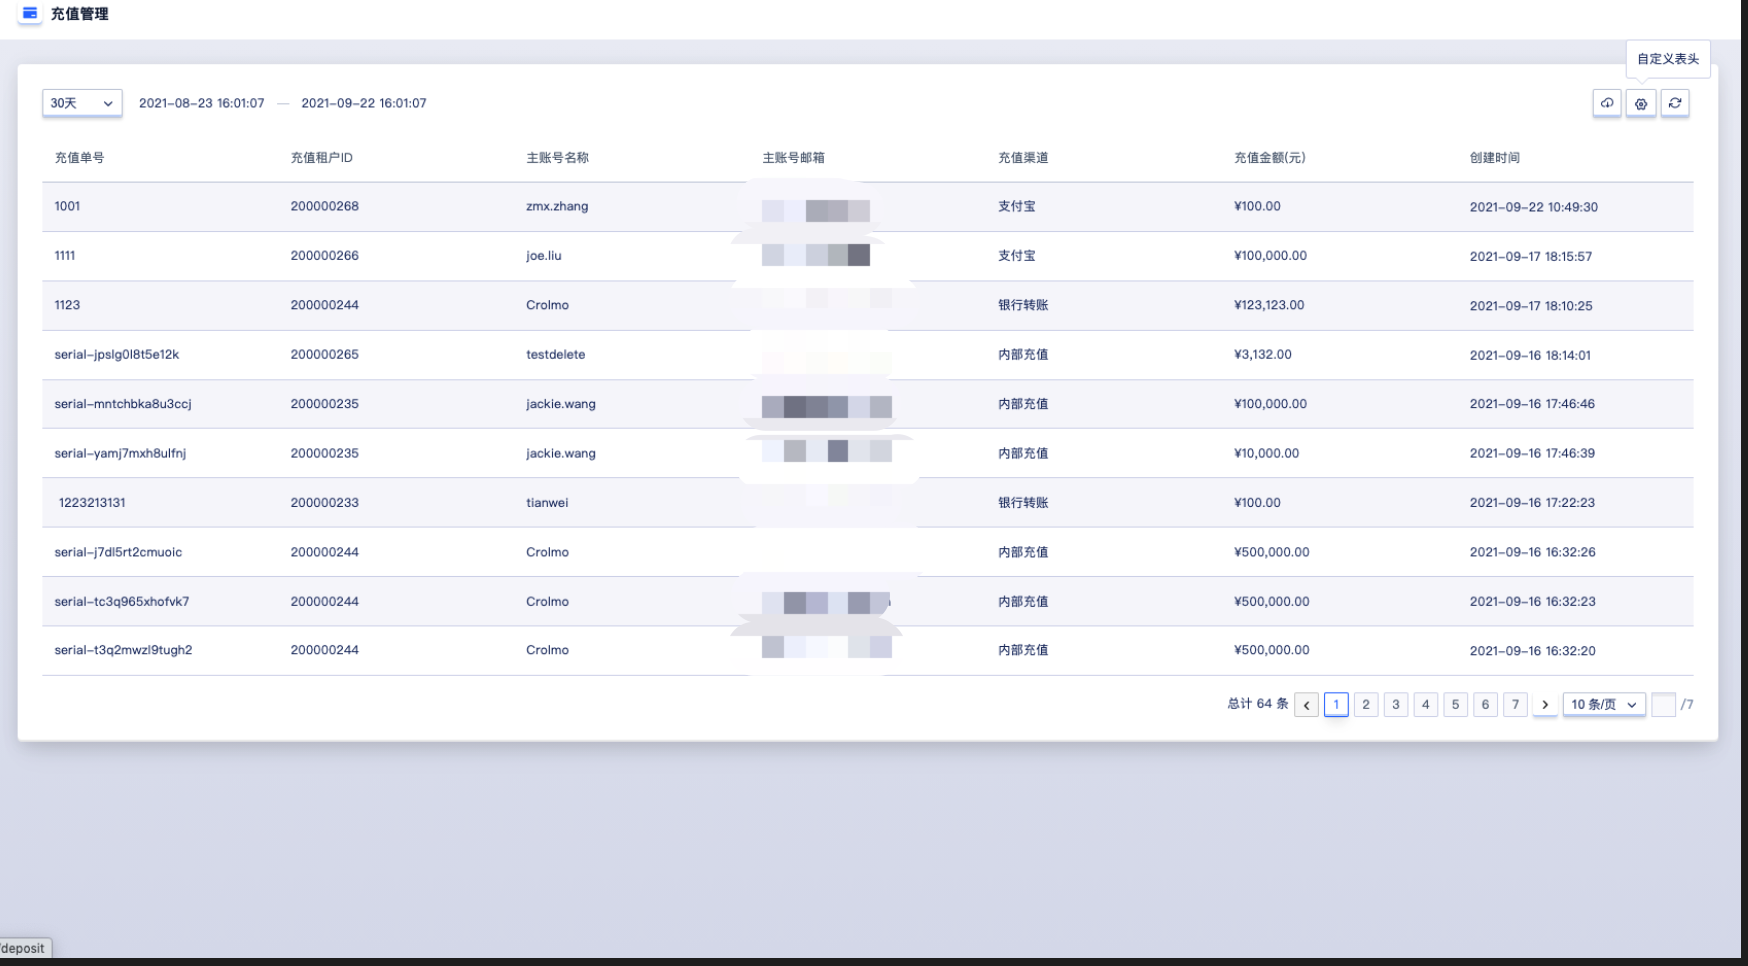 充值管理
自定义表头
30天 2021-08-23 16:01:07 — 2021-09-22 16:01:07
充值单号 充值租户ID 主账号名称 主账号邮箱 充值渠道 充值金额(元) 创建时间
1001 200000268 zmx.zhang 支付宝 ¥100.00 2021-09-22 10:49:30
1111 200000266 joe.liu 支付宝 ¥100,000.00 2021-09-17 18:15:57
1123 200000244 Crolmo 银行转账 ¥123,123.00 2021-09-17 18:10:25
serial-jpslg0l8t5e12k 200000265 testdelete 内部充值 ¥3,132.00 2021-09-16 18:14:01
serial-mntchbka8u3ccj 200000235 jackie.wang 内部充值 ¥100,000.00 2021-09-16 17:46:46
serial-yamj7mxh8ulfnj 200000235 jackie.wang 内部充值 ¥10,000.00 2021-09-16 17:46:39
1223213131 200000233 tianwei 银行转账 ¥100.00 2021-09-16 17:22:23
serial-j7dl5rt2cmuoic 200000244 Crolmo 内部充值 ¥500,000.00 2021-09-16 16:32:26
serial-tc3q965xhofvk7 200000244 Crolmo 内部充值 ¥500,000.00 2021-09-16 16:32:23
serial-t3q2mwzl9tugh2 200000244 Crolmo 内部充值 ¥500,000.00 2021-09-16 16:32:20
总计 64 条 1 2 3 4 5 6 7 10 条/页 /7
/deposit